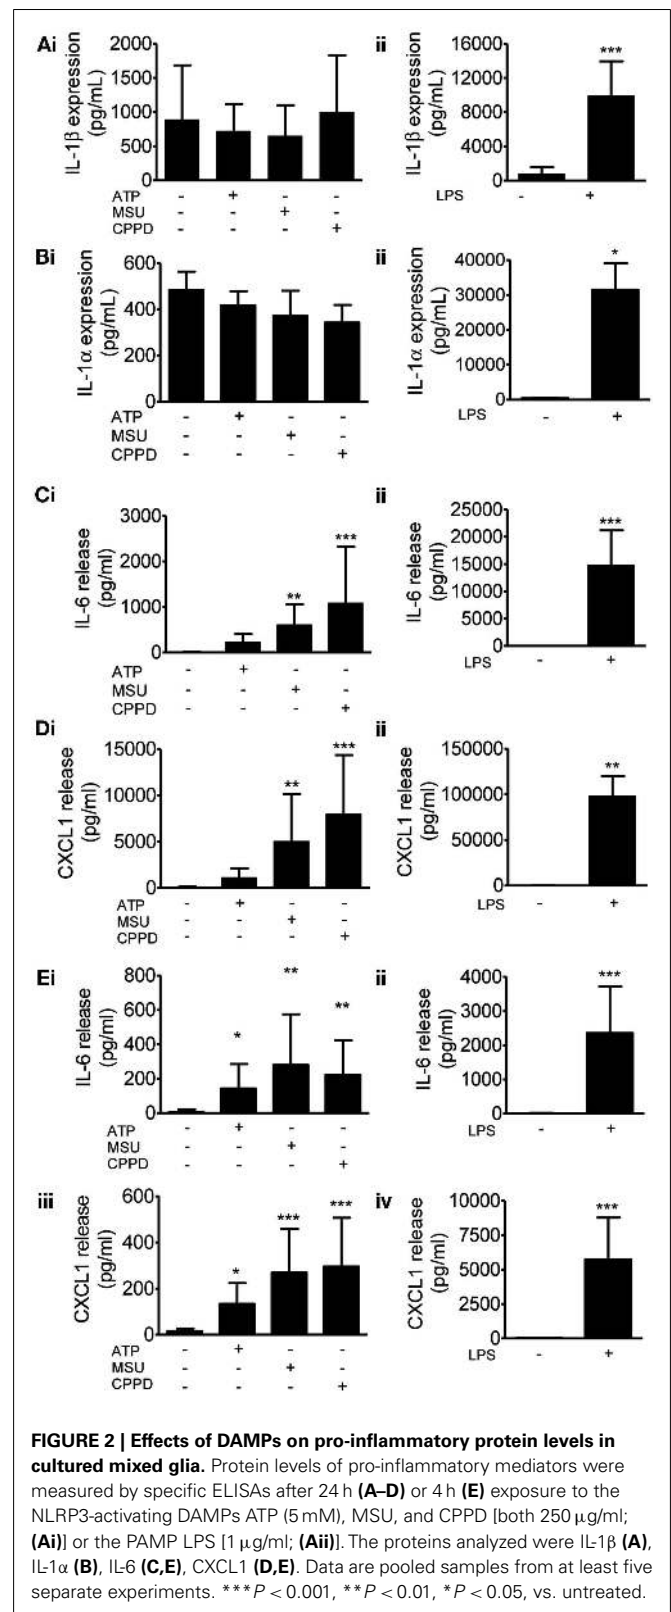 Ai
IL-1β expression
(pg/mL)
2000
1500
1000
500
0
ATP - + - -
MSU - - + -
CPPD - - - +
ii
IL-1β expression
(pg/mL)
16000
12000
8000
4000
0
***
LPS - +
Bi
IL-1α expression
(pg/mL)
600
400
200
0
ATP - + - -
MSU - - + -
CPPD - - - +
ii
IL-1α expression
(pg/mL)
40000
30000
20000
10000
0
*
LPS - +
Ci
IL-6 release
(pg/ml)
3000
2000
1000
0
** ***
ATP - + - -
MSU - - + -
CPPD - - - +
ii
IL-6 release
(pg/ml)
25000
20000
15000
10000
5000
0
***
LPS - +
Di
CXCL1 release
(pg/ml)
15000
10000
5000
0
** ***
ATP - + - -
MSU - - + -
CPPD - - - +
ii
CXCL1 release
(pg/ml)
150000
100000
50000
0
**
LPS - +
Ei
IL-6 release
(pg/ml)
800
600
400
200
0
* ** **
ATP - + - -
MSU - - + -
CPPD - - - +
ii
IL-6 release
(pg/ml)
4000
3000
2000
1000
0
***
LPS - +
iii
CXCL1 release
(pg/ml)
600
400
200
0
* *** ***
ATP - + - -
MSU - - + -
CPPD - - - +
iv
CXCL1 release
(pg/ml)
10000
7500
5000
2500
0
***
LPS - +
FIGURE 2 | Effects of DAMPs on pro-inflammatory protein levels in
cultured mixed glia. Protein levels of pro-inflammatory mediators were
measured by specific ELISAs after 24 h (A–D) or 4 h (E) exposure to the
NLRP3-activating DAMPs ATP (5 mM), MSU, and CPPD [both 250 μg/ml;
(Ai)] or the PAMP LPS [1 μg/ml; (Aii)]. The proteins analyzed were IL-1β (A),
IL-1α (B), IL-6 (C,E), CXCL1 (D,E). Data are pooled samples from at least five
separate experiments. ***P < 0.001, **P < 0.01, *P < 0.05, vs. untreated.